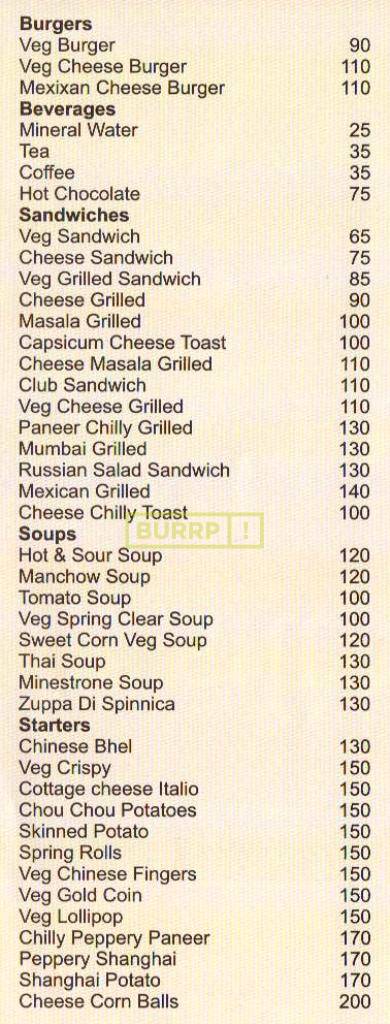 Burgers
Veg Burger 90
Veg Cheese Burger 110
Mexixan Cheese Burger 110
Beverages
Mineral Water 25
Tea 35
Coffee 35
Hot Chocolate 75
Sandwiches
Veg Sandwich 65
Cheese Sandwich 75
Veg Grilled Sandwich 85
Cheese Grilled 90
Masala Grilled 100
Capsicum Cheese Toast 100
Cheese Masala Grilled 110
Club Sandwich 110
Veg Cheese Grilled 110
Paneer Chilly Grilled 130
Mumbai Grilled 130
Russian Salad Sandwich 130
Mexican Grilled 140
Cheese Chilly Toast 100
BURRP!
Soups
Hot & Sour Soup 120
Manchow Soup 120
Tomato Soup 100
Veg Spring Clear Soup 100
Sweet Corn Veg Soup 120
Thai Soup 130
Minestrone Soup 130
Zuppa Di Spinnica 130
Starters
Chinese Bhel 130
Veg Crispy 150
Cottage cheese Italio 150
Chou Chou Potatoes 150
Skinned Potato 150
Spring Rolls 150
Veg Chinese Fingers 150
Veg Gold Coin 150
Veg Lollipop 150
Chilly Peppery Paneer 170
Peppery Shanghai 170
Shanghai Potato 170
Cheese Corn Balls 200